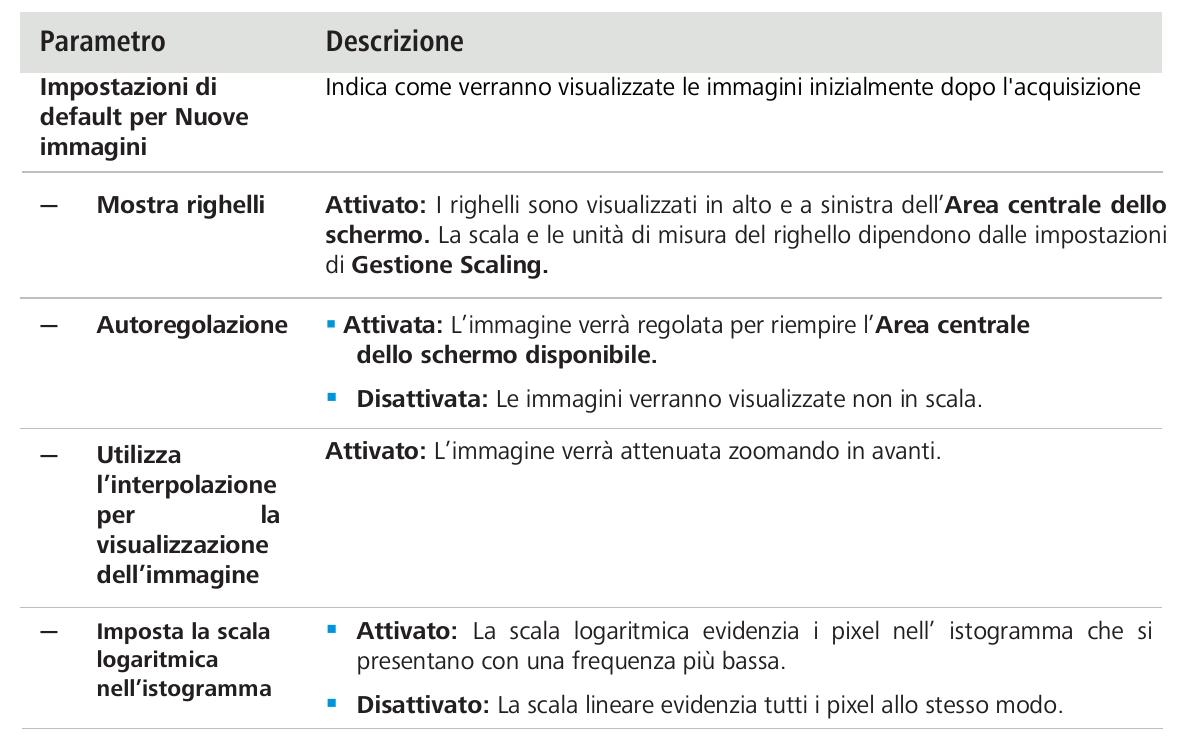 Parametro Descrizione
Impostazioni di Indica come verranno visualizzate le immagini inizialmente dopo l'acquisizione
default per Nuove
immagini
— Mostra righelli Attivato: I righelli sono visualizzati in alto e a sinistra dell’Area centrale dello
schermo. La scala e le unità di misura del righello dipendono dalle impostazioni
di Gestione Scaling.
— Autoregolazione ▪ Attivata: L’immagine verrà regolata per riempire l’Area centrale
dello schermo disponibile.
▪ Disattivata: Le immagini verranno visualizzate non in scala.
— Utilizza Attivato: L’immagine verrà attenuata zoomando in avanti.
l’interpolazione
per la
visualizzazione
dell’immagine
— Imposta la scala ▪ Attivato: La scala logaritmica evidenzia i pixel nell’ istogramma che si
logaritmica presentano con una frequenza più bassa.
nell’istogramma ▪ Disattivato: La scala lineare evidenzia tutti i pixel allo stesso modo.